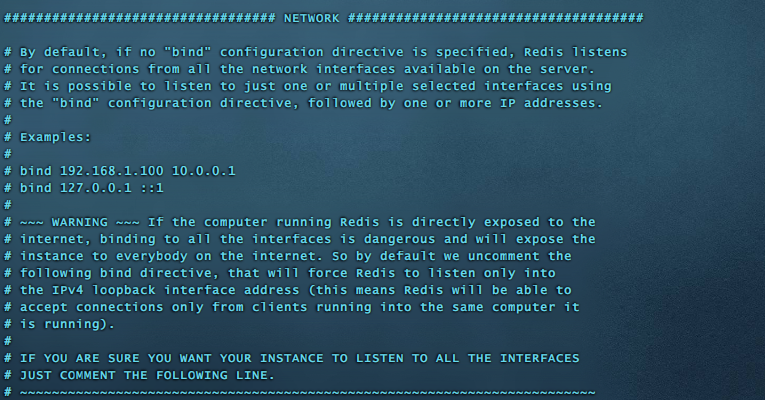 ################################## NETWORK #####################################

# By default, if no "bind" configuration directive is specified, Redis listens
# for connections from all the network interfaces available on the server.
# It is possible to listen to just one or multiple selected interfaces using
# the "bind" configuration directive, followed by one or more IP addresses.
#
# Examples:
#
# bind 192.168.1.100 10.0.0.1
# bind 127.0.0.1 ::1
#
# ~~~ WARNING ~~~ If the computer running Redis is directly exposed to the
# internet, binding to all the interfaces is dangerous and will expose the
# instance to everybody on the internet. So by default we uncomment the
# following bind directive, that will force Redis to listen only into
# the IPv4 loopback interface address (this means Redis will be able to
# accept connections only from clients running into the same computer it
# is running).
#
# IF YOU ARE SURE YOU WANT YOUR INSTANCE TO LISTEN TO ALL THE INTERFACES
# JUST COMMENT THE FOLLOWING LINE.
# ~~~~~~~~~~~~~~~~~~~~~~~~~~~~~~~~~~~~~~~~~~~~~~~~~~~~~~~~~~~~~~~~~~~~~~~~